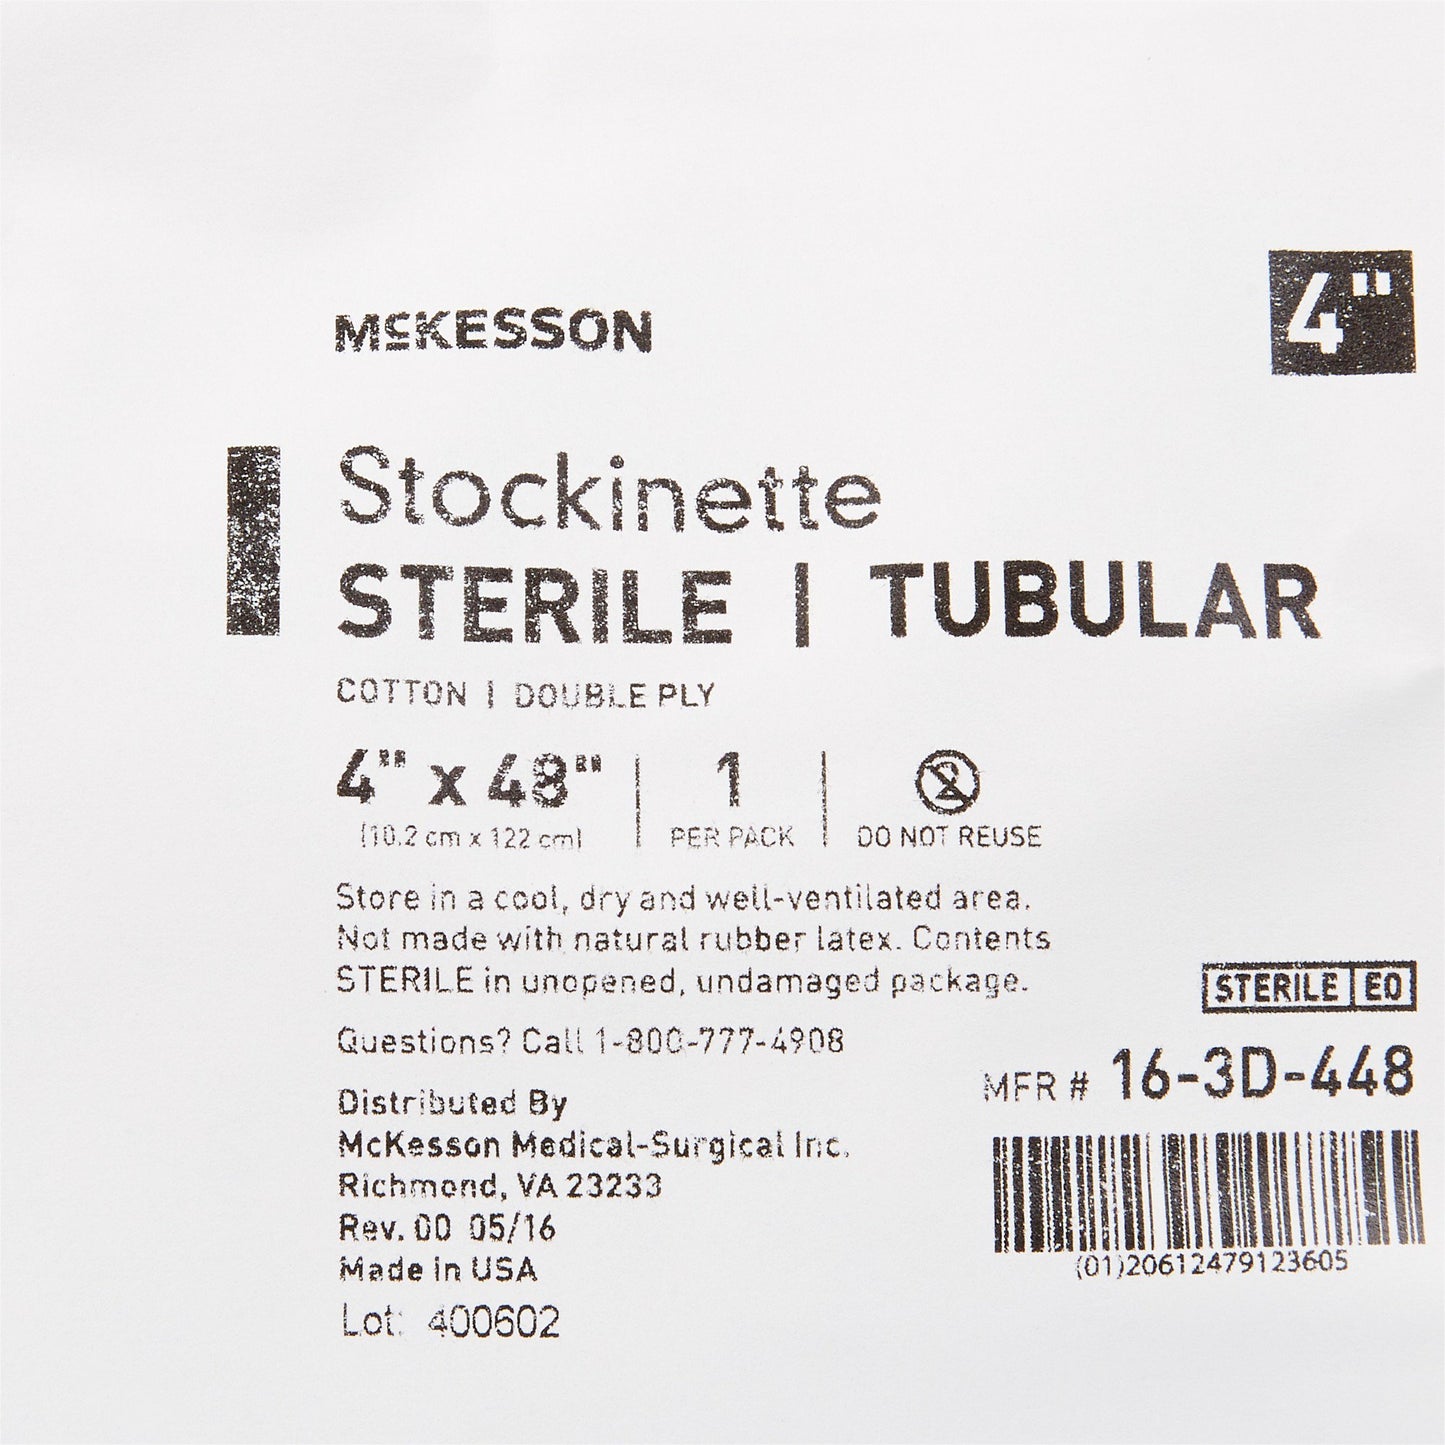 4"
McKESSON
Stockinette
STERILE | TUBULAR
COTTON | DOUBLE PLY
4" x 48" | 1
(10.2 cm x 122 cm) | PER PACK | DO NOT REUSE
Store in a cool, dry and well-ventilated area.
Not made with natural rubber latex. Contents
STERILE in unopened, undamaged package.
STERILE | EO
Questions? Call 1-800-777-4908
MFR # 16-3D-448
Distributed By
McKesson Medical-Surgical Inc.
Richmond, VA 23233
Rev. 00 05/16
Made in USA
(01)20612479123605
Lot: 400602